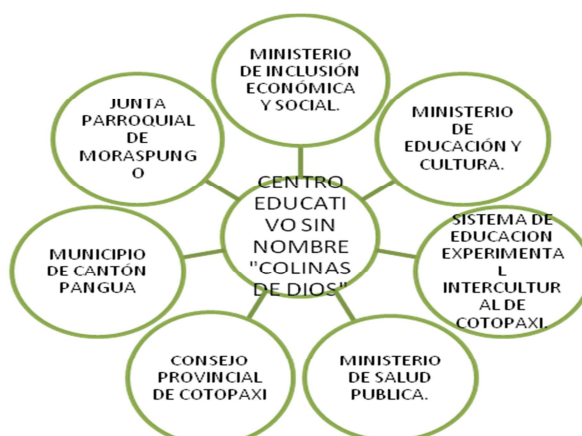 MINISTERIO
DE INCLUSIÓN
ECONÓMICA
Y SOCIAL.
MINISTERIO
DE
EDUCACIÓN Y
CULTURA.
SISTEMA DE
EDUCACION
EXPERIMENTA
L
INTERCULTUR
AL DE
COTOPAXI.
MINISTERIO
DE SALUD
PUBLICA.
CONSEJO
PROVINCIAL
DE COTOPAXI
MUNICIPIO
DE CANTÓN
PANGUA
JUNTA
PARROQUIAL
DE
MORASPUNG
O
CENTRO
EDUCATI
VO SIN
NOMBRE
"COLINAS
DE DIOS"